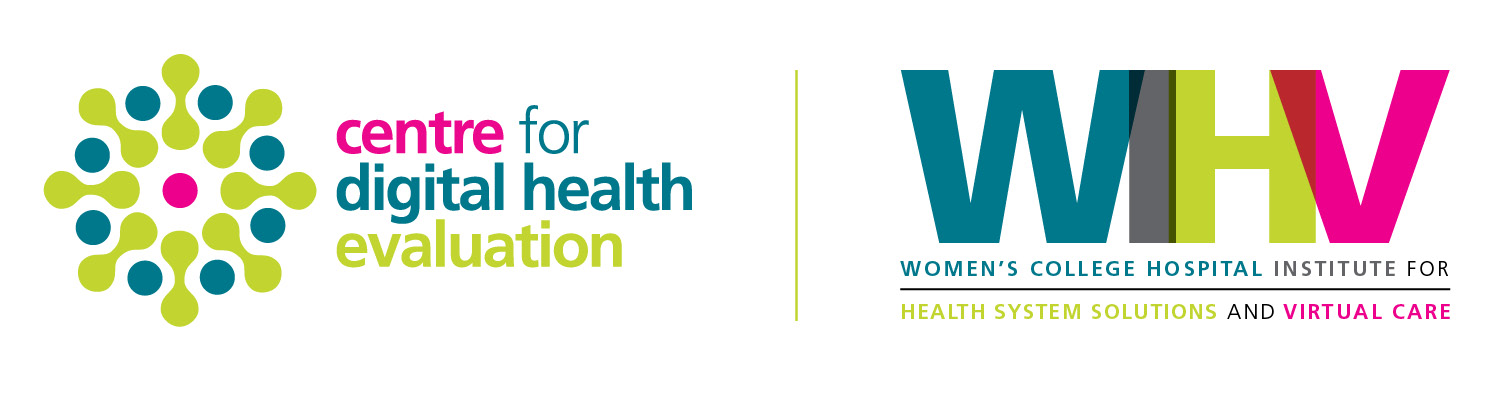 centre for
digital health
evaluation
WIHV
WOMEN’S COLLEGE HOSPITAL INSTITUTE FOR
HEALTH SYSTEM SOLUTIONS AND VIRTUAL CARE